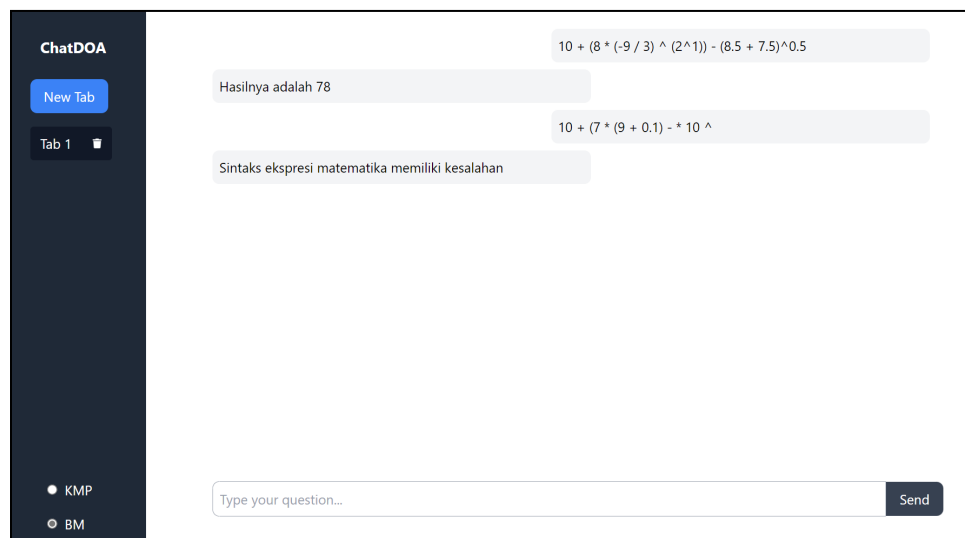 ChatDOA
New Tab
Tab 1
10 + (8 * (-9 / 3) ^ (2^1)) - (8.5 + 7.5)^0.5
Hasilnya adalah 78
10 + (7 * (9 + 0.1) - * 10 ^
Sintaks ekspresi matematika memiliki kesalahan
KMP
BM
Type your question...
Send